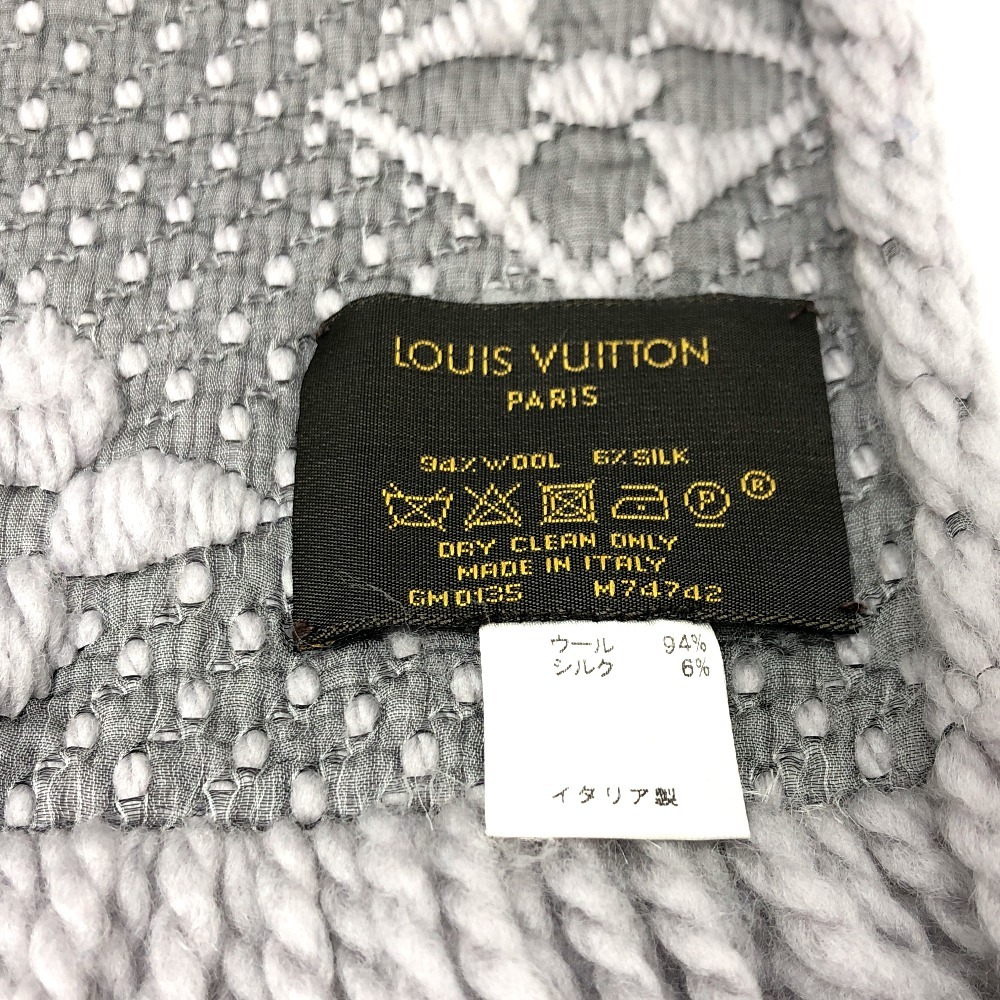 LOUIS VUITTON
PARIS
94% WOOL 6% SILK
P ®
DRY CLEAN ONLY
MADE IN ITALY
GM0135 M74742
ウール 94%
シルク 6%
イタリア製